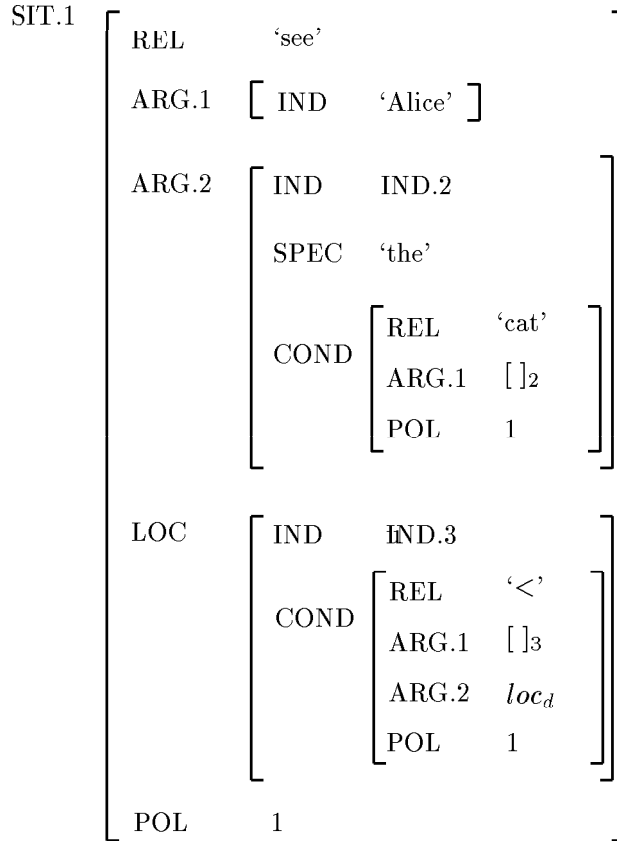 SIT.1
REL ‘see’
ARG.1 [ IND ‘Alice’ ]
ARG.2 IND IND.2
SPEC ‘the’
COND REL ‘cat’
ARG.1 [ ]2
POL 1
LOC IND IND.3
COND REL ‘<’
ARG.1 [ ]3
ARG.2 loc_d
POL 1
POL 1